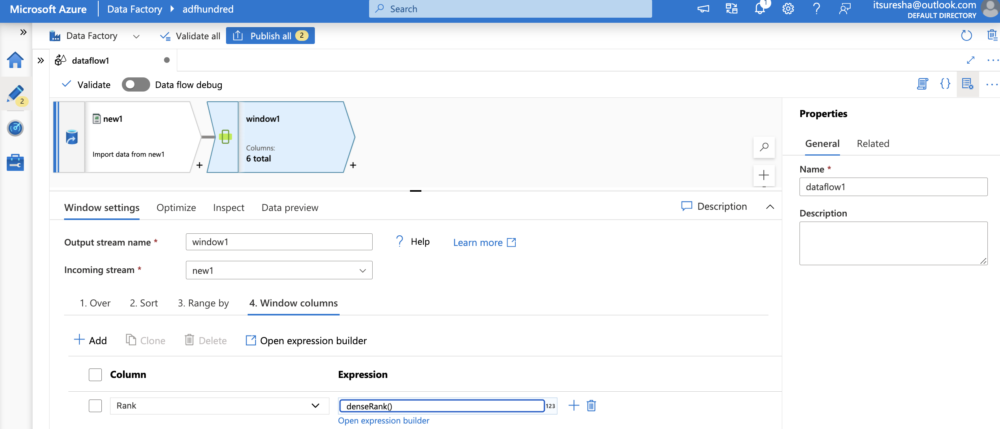 Microsoft Azure
Data Factory
adfhundred
Search
1
itsuresha@outlook.com
DEFAULT DIRECTORY
Data Factory
Validate all
Publish all 2
dataflow1
2
Validate
Data flow debug
new1
csv
Import data from new1
+
window1
Columns:
6 total
+
Properties
General
Related
Name *
dataflow1
Description
Window settings
Optimize
Inspect
Data preview
Description
Output stream name *
window1
? Help
Learn more
Incoming stream *
new1
1. Over
2. Sort
3. Range by
4. Window columns
Add
Clone
Delete
Open expression builder
Column
Expression
Rank
denseRank()
123
Open expression builder